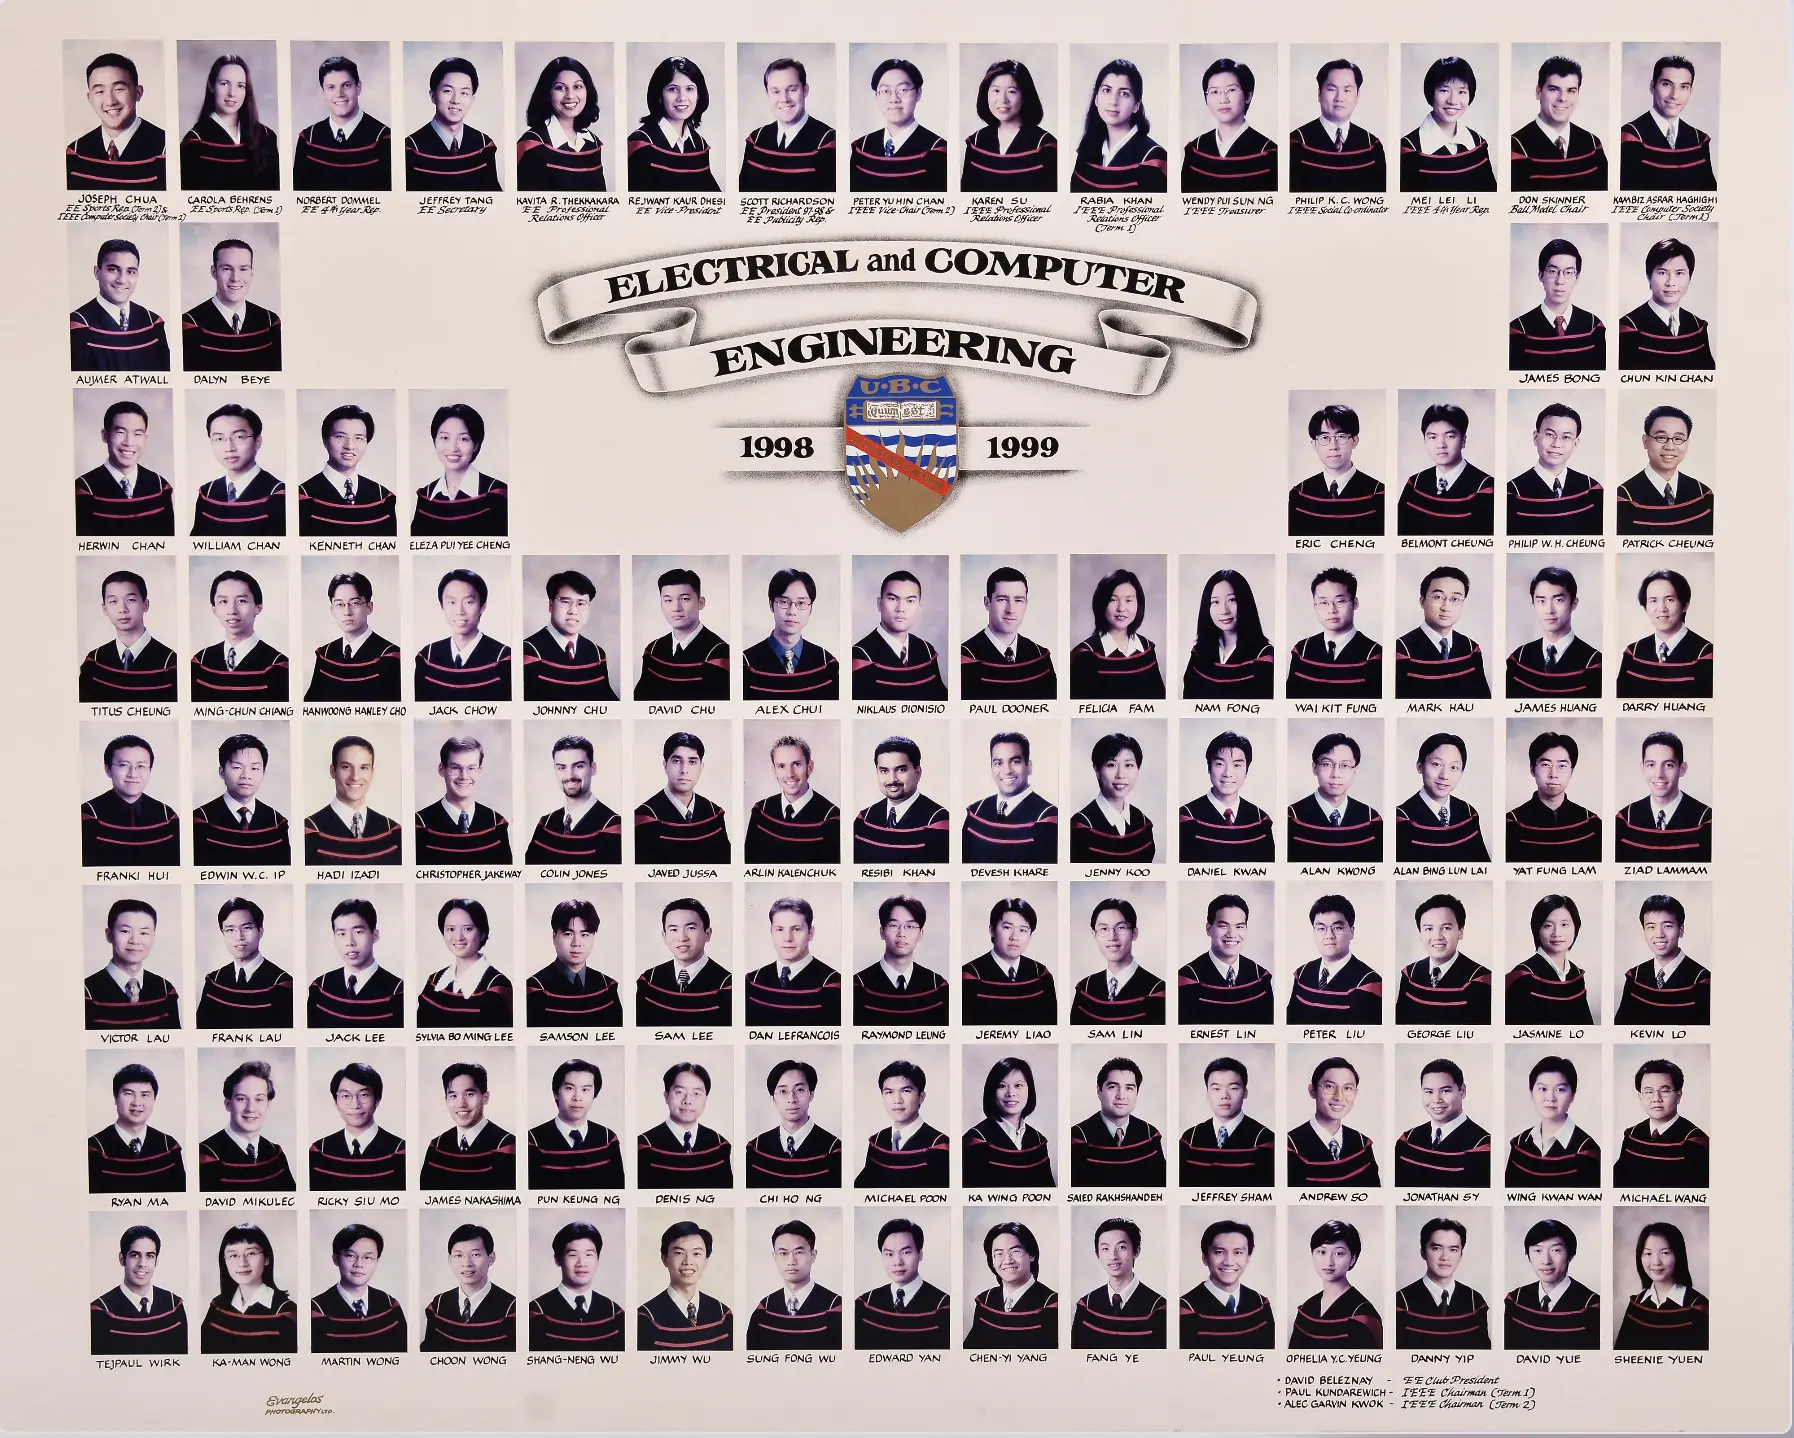 JOSEPH CHUA
EE Sports Rep. (Term 2) &
IEEE Computer Society Chair (Term 2)
CAROLA BEHRENS
EE Sports Rep. (Term 1)
NORBERT DOMMEL
EE 4th Year Rep.
JEFFREY TANG
EE Secretary
KAVITA R. THEKKAKARA
EE Professional
Relations Officer
REJWANT KAUR DHESI
EE Vice-President
SCOTT RICHARDSON
EE President 97-98 &
EE Publicity Rep.
PETER YU HIN CHAN
IEEE Vice-Chair (Term 2)
KAREN SU
IEEE Professional
Relations Officer
RABIA KHAN
IEEE Professional
Relations Officer
(Term 1)
WENDY PUI SUN NG
IEEE Treasurer
PHILIP K.C. WONG
IEEE Social Co-ordinator
MEI LEI LI
IEEE 4th Year Rep.
DON SKINNER
Ball Model Chair
KAMBIZ ASRAR HAGHIGHI
IEEE Computer Society
Chair (Term 1)
ELECTRICAL and COMPUTER
ENGINEERING
U·B·C
1998
1999
AUJMER ATWALL
DALYN BEYE
JAMES BONG
CHUN KIN CHAN
HERWIN CHAN
WILLIAM CHAN
KENNETH CHAN
ELEZA PUI YEE CHENG
ERIC CHENG
BELMONT CHEUNG
PHILIP W.H. CHEUNG
PATRICK CHEUNG
TITUS CHEUNG
MING-CHUN CHIANG
HANWOONG HANLEY CHO
JACK CHOW
JOHNNY CHU
DAVID CHU
ALEX CHUI
NIKLAUS DIONISIO
PAUL DOONER
FELICIA FAM
NAM FONG
WAI KIT FUNG
MARK HAU
JAMES HUANG
DARRY HUANG
FRANKI HUI
EDWIN W.C. IP
HADI IZADI
CHRISTOPHER JAKEWAY
COLIN JONES
JAVED JUSSA
ARLIN KALENCHUK
RESIBI KHAN
DEVESH KHARE
JENNY KOO
DANIEL KWAN
ALAN KWONG
ALAN BING LUN LAI
YAT FUNG LAM
ZIAD LAMMAM
VICTOR LAU
FRANK LAU
JACK LEE
SYLVIA BO MING LEE
SAMSON LEE
SAM LEE
DAN LEFRANCOIS
RAYMOND LEUNG
JEREMY LIAO
SAM LIN
ERNEST LIN
PETER LIU
GEORGE LIU
JASMINE LO
KEVIN LO
RYAN MA
DAVID MIKULEC
RICKY SIU MO
JAMES NAKASHIMA
PUN KEUNG NG
DENIS NG
CHI HO NG
MICHAEL POON
KA WING POON
SAIED RAKHSHANDEH
JEFFREY SHAM
ANDREW SO
JONATHAN SY
WING KWAN WAN
MICHAEL WANG
TEJPAUL WIRK
KA-MAN WONG
MARTIN WONG
CHOON WONG
SHANG-NENG WU
JIMMY WU
SUNG FONG WU
EDWARD YAN
CHEN-YI YANG
FANG YE
PAUL YEUNG
OPHELIA Y.C. YEUNG
DANNY YIP
DAVID YUE
SHEENIE YUEN
• DAVID BELEZNAY - EE Club President
• PAUL KUNDAREWICH - IEEE Chairman (Term 1)
• ALEC GARVIN KWOK - IEEE Chairman (Term 2)
Evangelos
PHOTOGRAPHY LTD.